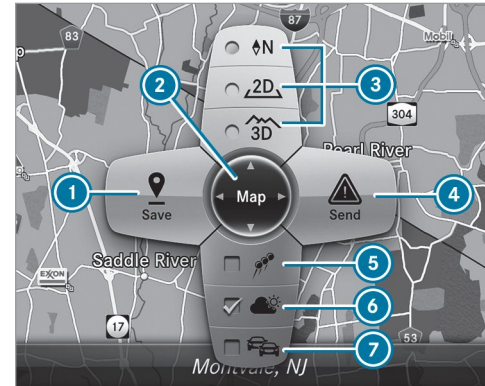 87
83
N
Mobil
2
2D
3
304
3D
Pearl River
1
Save
Map
Send
4
Saddle River
5
EXXON
6
17
53
7
Montvale, NJ